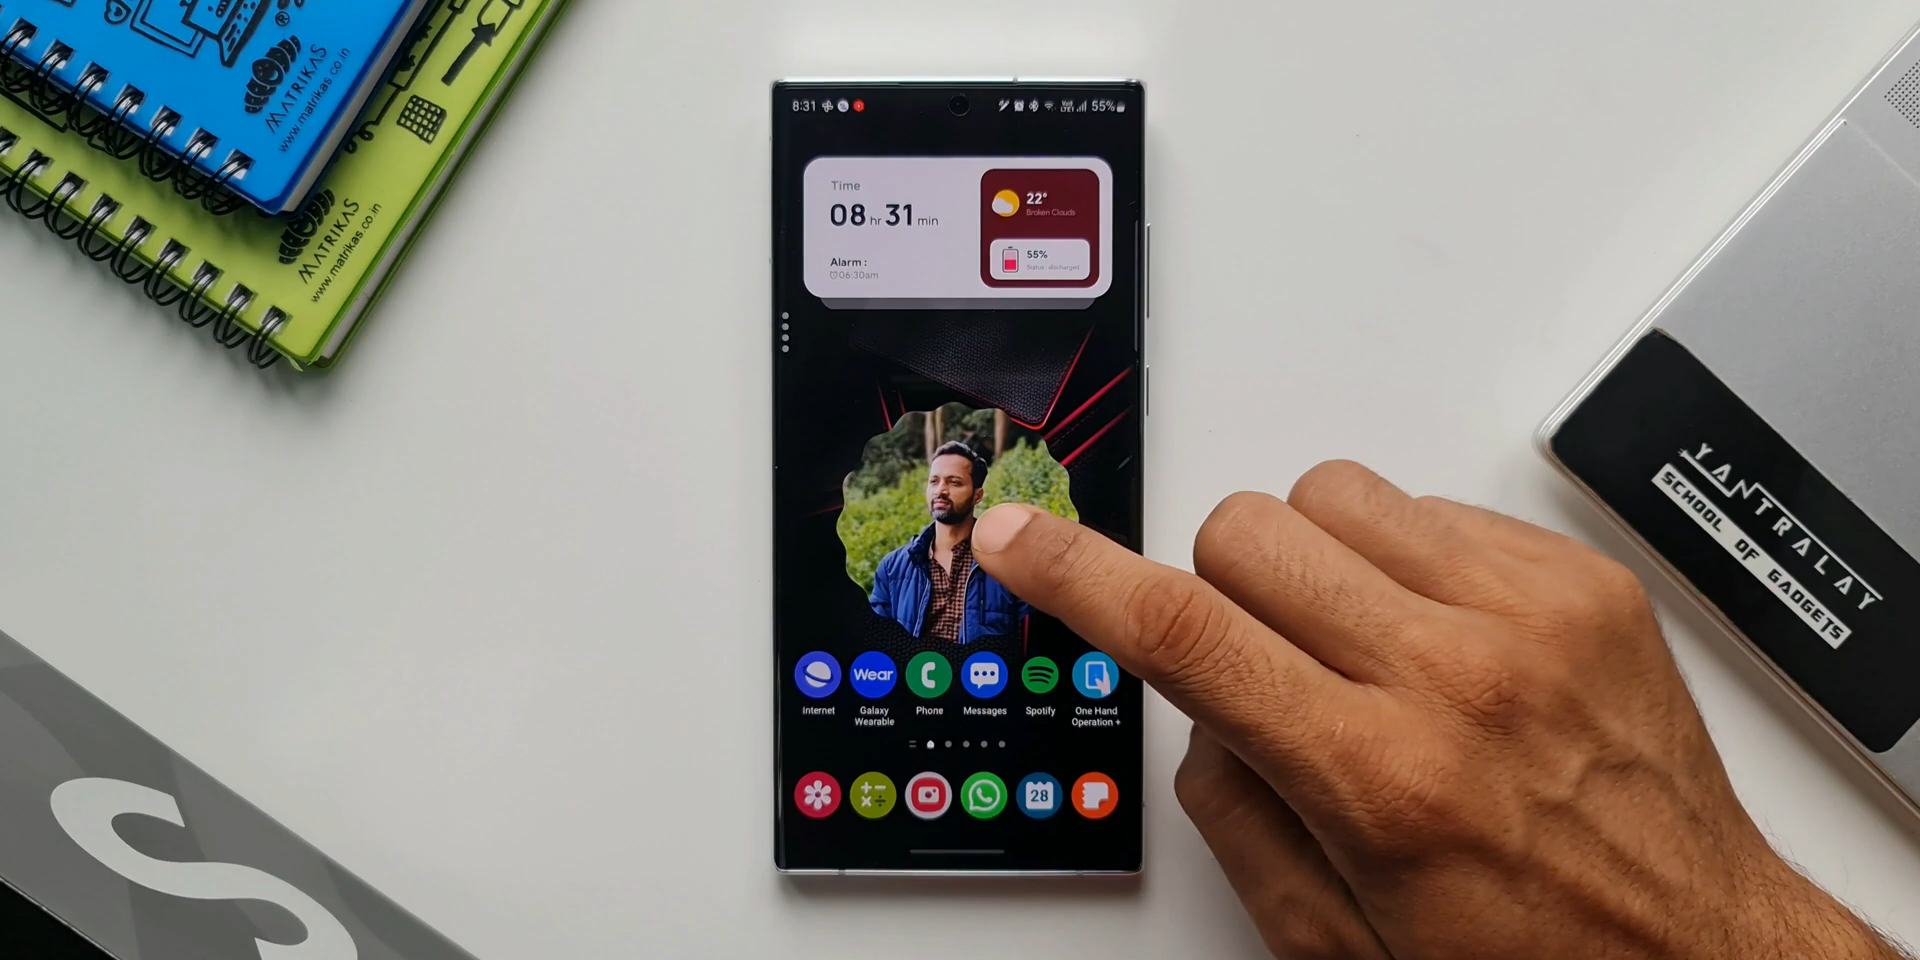 MATRIKAS
www.matrikas.co.in
MATRIKAS
www.matrikas.co.in
8:31
55%
Time
08 hr 31 min
Alarm :
06:30am
22°
Broken Clouds
55%
Status : discharged
Internet
Wear
Galaxy
Wearable
Phone
Messages
Spotify
One Hand
Operation +
28
YANTRALAY
SCHOOL OF GADGETS
S